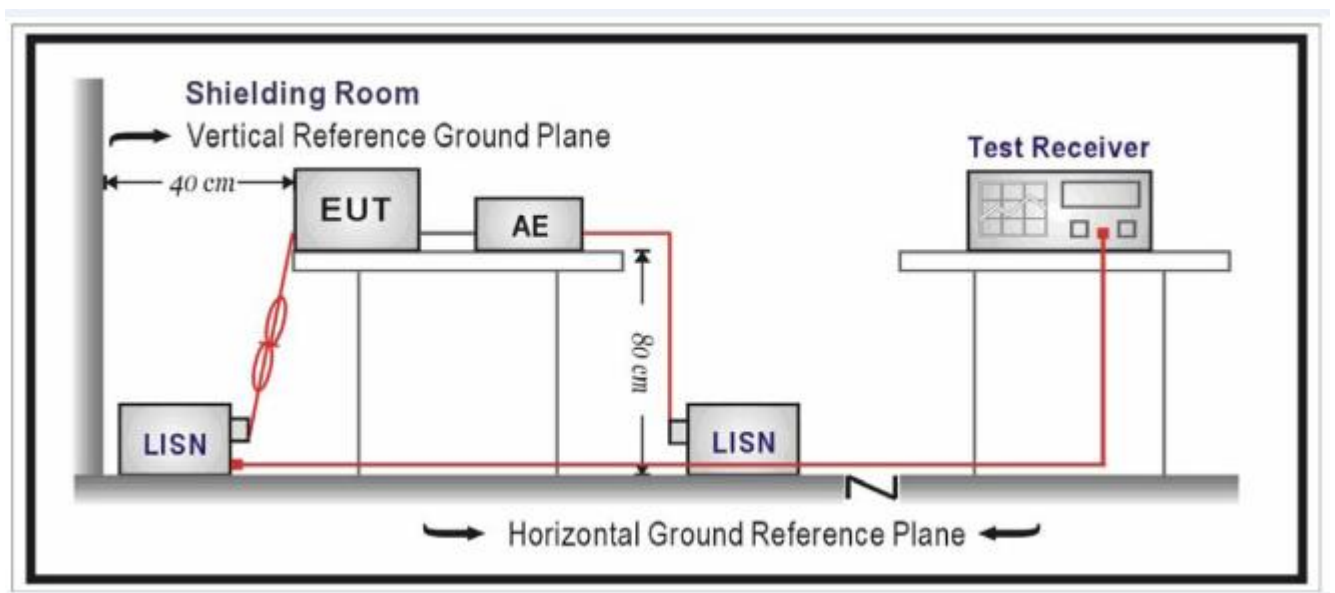 Shielding Room
Vertical Reference Ground Plane
40 cm
EUT
AE
Test Receiver
80 cm
LISN
LISN
Horizontal Ground Reference Plane